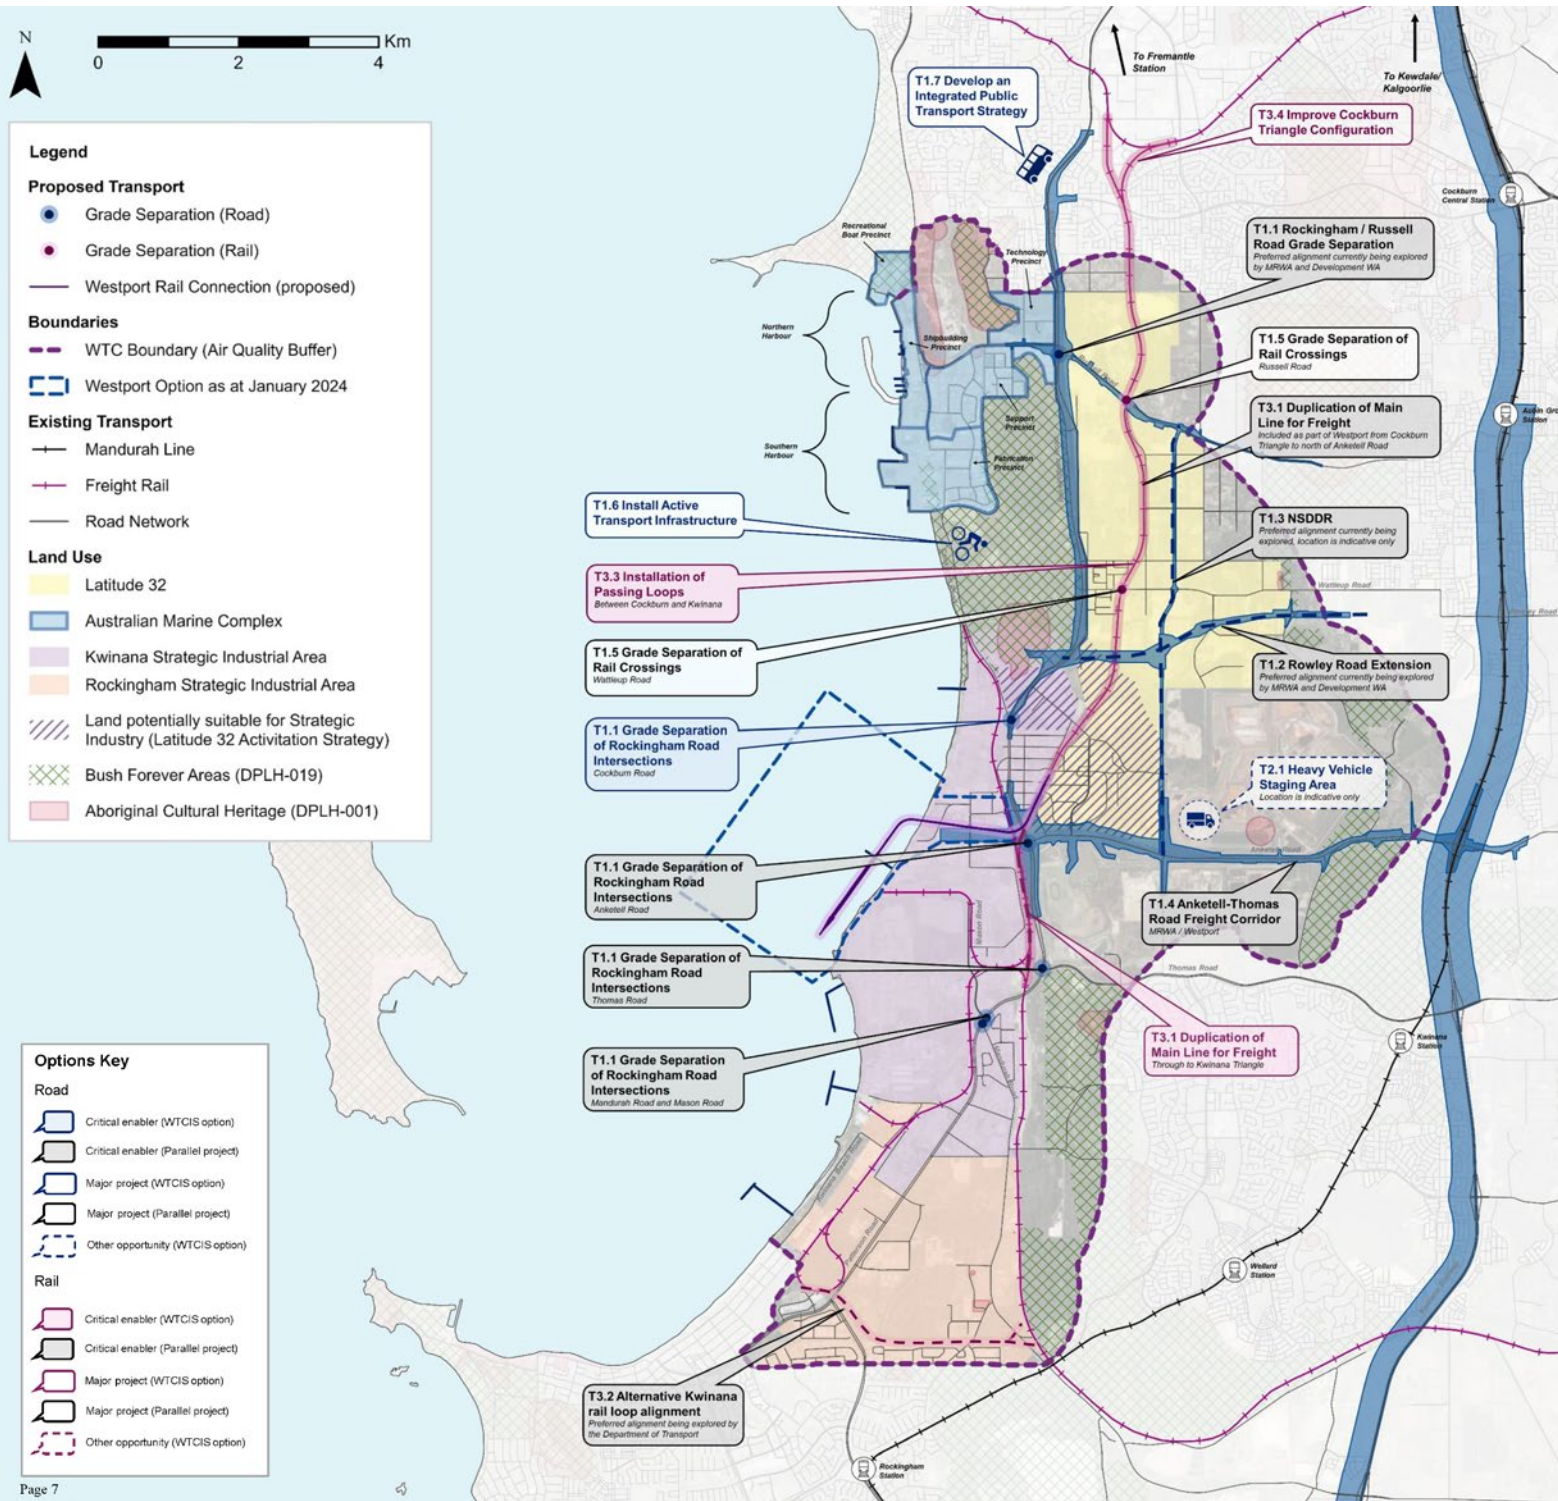 N
Km
0
2
4
Legend
Proposed Transport
Grade Separation (Road)
Grade Separation (Rail)
Westport Rail Connection (proposed)
Boundaries
WTC Boundary (Air Quality Buffer)
Westport Option as at January 2024
Existing Transport
Mandurah Line
Freight Rail
Road Network
Land Use
Latitude 32
Australian Marine Complex
Kwinana Strategic Industrial Area
Rockingham Strategic Industrial Area
Land potentially suitable for Strategic
Industry (Latitude 32 Activitation Strategy)
Bush Forever Areas (DPLH-019)
Aboriginal Cultural Heritage (DPLH-001)
To Fremantle
Station
To Kewdale/
Kalgoorlie
T1.7 Develop an
Integrated Public
Transport Strategy
T3.4 Improve Cockburn
Triangle Configuration
Cockburn
Central Station
Recreational
Boat Precinct
Technology
Precinct
T1.1 Rockingham / Russell
Road Grade Separation
Preferred alignment currently being explored
by MRWA and Development WA
Northern
Harbour
Shipbuilding
Precinct
T1.5 Grade Separation of
Rail Crossings
Russell Road
Support
Precinct
T3.1 Duplication of Main
Line for Freight
Included as part of Westport from Cockburn
Triangle to north of Anketell Road
Station
Southern
Harbour
Fabrication
Precinct
T1.6 Install Active
Transport Infrastructure
T1.3 NSDDR
Preferred alignment currently being
explored, location is indicative only
T3.3 Installation of
Passing Loops
Between Cockburn and Kwinana
Wattleup Road
T1.5 Grade Separation of
Rail Crossings
Wattleup Road
T1.2 Rowley Road Extension
Preferred alignment currently being explored
by MRWA and Development WA
T1.1 Grade Separation
of Rockingham Road
Intersections
Cockburn Road
T2.1 Heavy Vehicle
Staging Area
Location is indicative only
Anketell Road
T1.1 Grade Separation of
Rockingham Road
Intersections
Anketell Road
T1.4 Anketell-Thomas
Road Freight Corridor
MRWA / Westport
Mason Road
T1.1 Grade Separation of
Rockingham Road
Intersections
Thomas Road
Thomas Road
T1.1 Grade Separation
of Rockingham Road
Intersections
Mandurah Road and Mason Road
T3.1 Duplication of
Main Line for Freight
Through to Kwinana Triangle
Kwinana
Station
Kwinana Beach Road
Patterson Road
Wellard
Station
T3.2 Alternative Kwinana
rail loop alignment
Preferred alignment being explored by
the Department of Transport
Rockingham
Station
Options Key
Road
Critical enabler (WTCIS option)
Critical enabler (Parallel project)
Major project (WTCIS option)
Major project (Parallel project)
Other opportunity (WTCIS option)
Rail
Critical enabler (WTCIS option)
Critical enabler (Parallel project)
Major project (WTCIS option)
Major project (Parallel project)
Other opportunity (WTCIS option)
Page 7